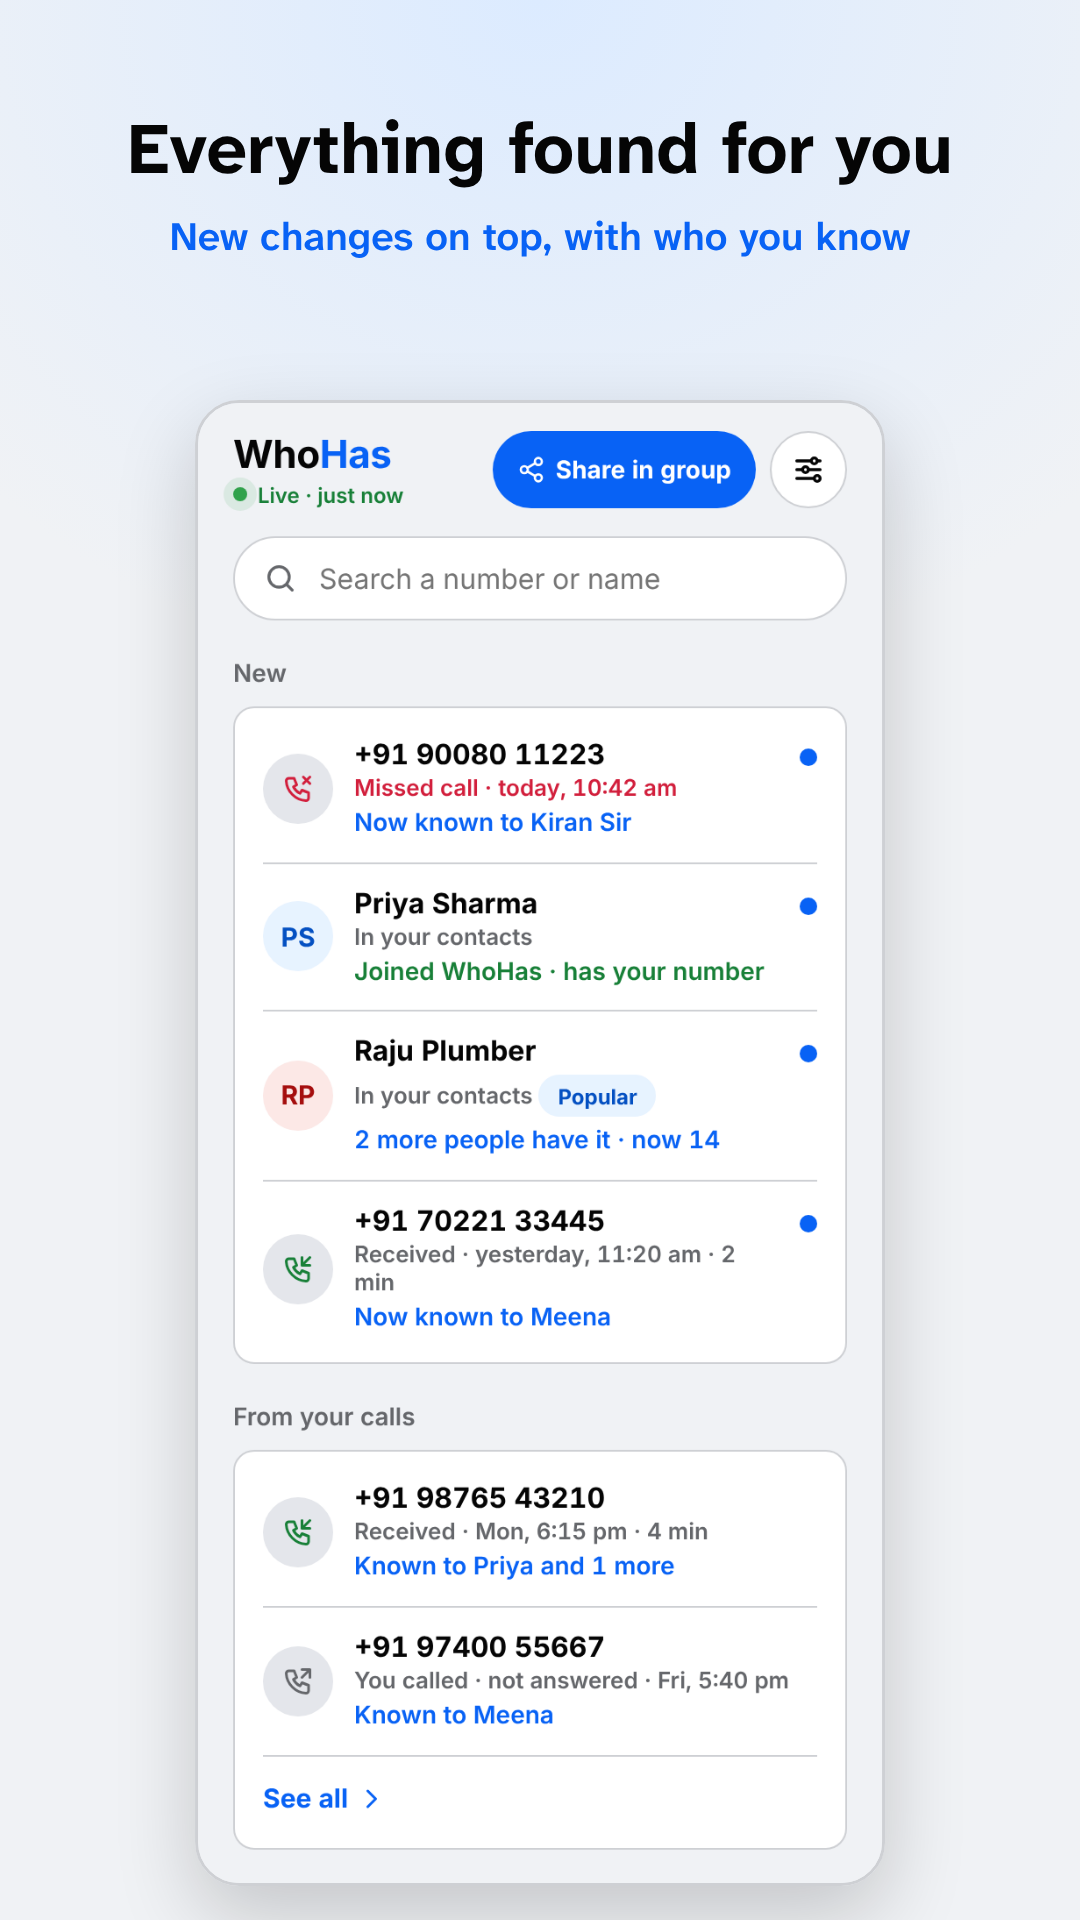 Everything found for you
New changes on top, with who you know
WhoHas
Live · just now
Share in group
Search a number or name
New
+91 90080 11223
Missed call · today, 10:42 am
Now known to Kiran Sir
PS
Priya Sharma
In your contacts
Joined WhoHas · has your number
RP
Raju Plumber
In your contacts Popular
2 more people have it · now 14
+91 70221 33445
Received · yesterday, 11:20 am · 2
min
Now known to Meena
From your calls
+91 98765 43210
Received · Mon, 6:15 pm · 4 min
Known to Priya and 1 more
+91 97400 55667
You called · not answered · Fri, 5:40 pm
Known to Meena
See all